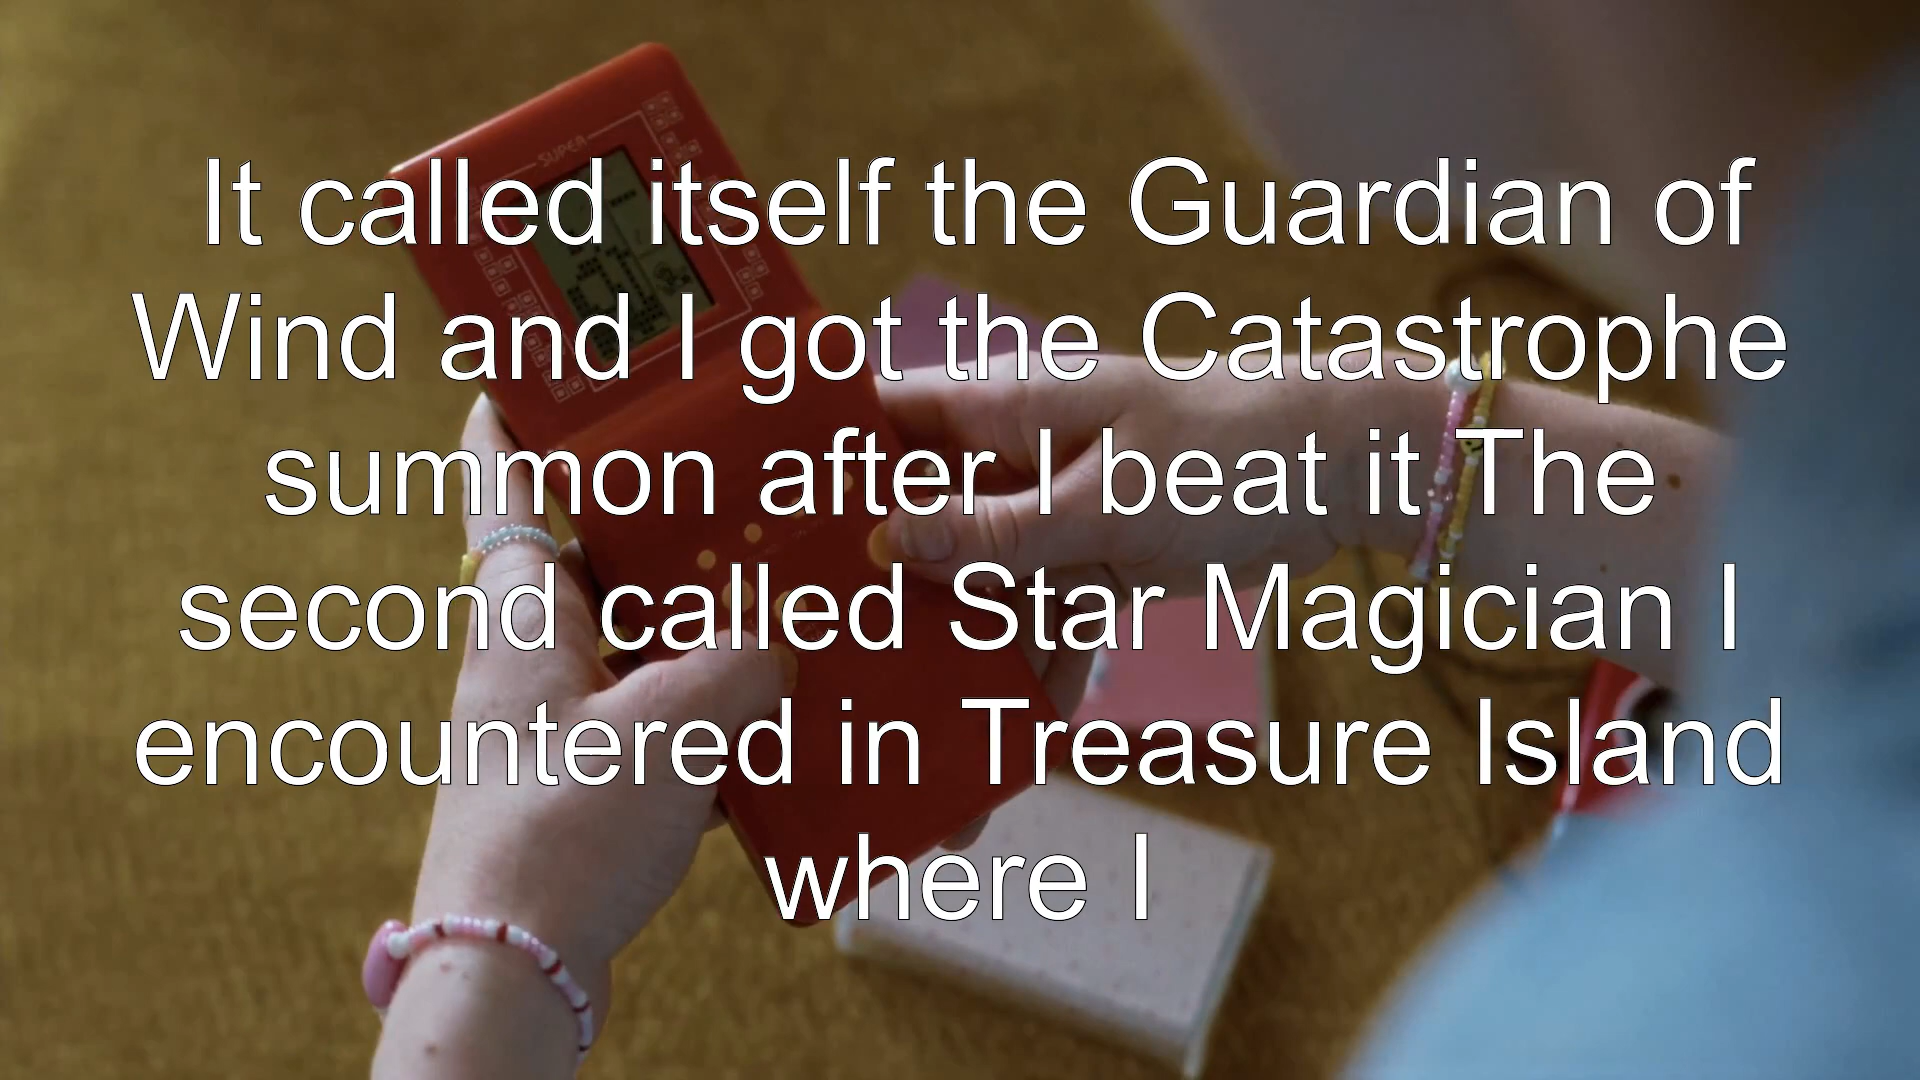 SUPER
It called itself the Guardian of
Wind and I got the Catastrophe
summon after I beat it The
second called Star Magician I
encountered in Treasure Island
where I